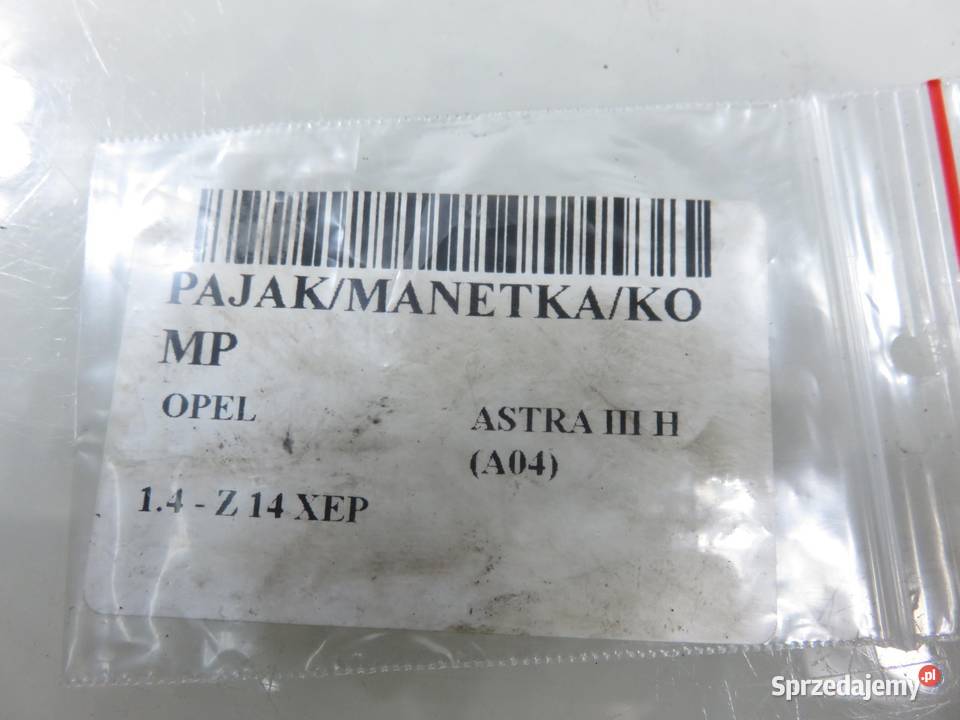 PAJAK/MANETKA/KO
MP
OPEL
ASTRA III H
(A04)
1.4 - Z 14 XEP
Sprzedajemy.pl